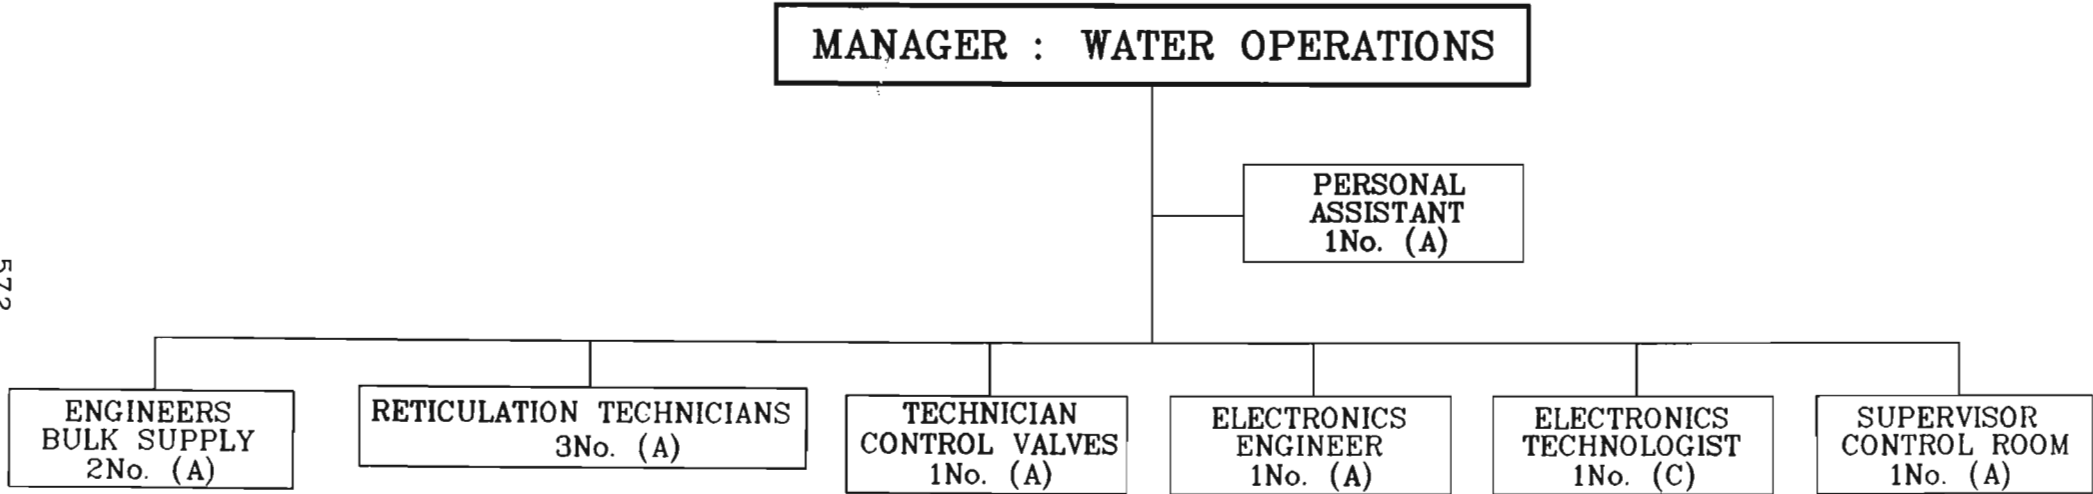 MANAGER : WATER OPERATIONS
PERSONAL
ASSISTANT
1No. (A)
572
ENGINEERS
BULK SUPPLY
2No. (A)
RETICULATION TECHNICIANS
3No. (A)
TECHNICIAN
CONTROL VALVES
1No. (A)
ELECTRONICS
ENGINEER
1No. (A)
ELECTRONICS
TECHNOLOGIST
1No. (C)
SUPERVISOR
CONTROL ROOM
1No. (A)